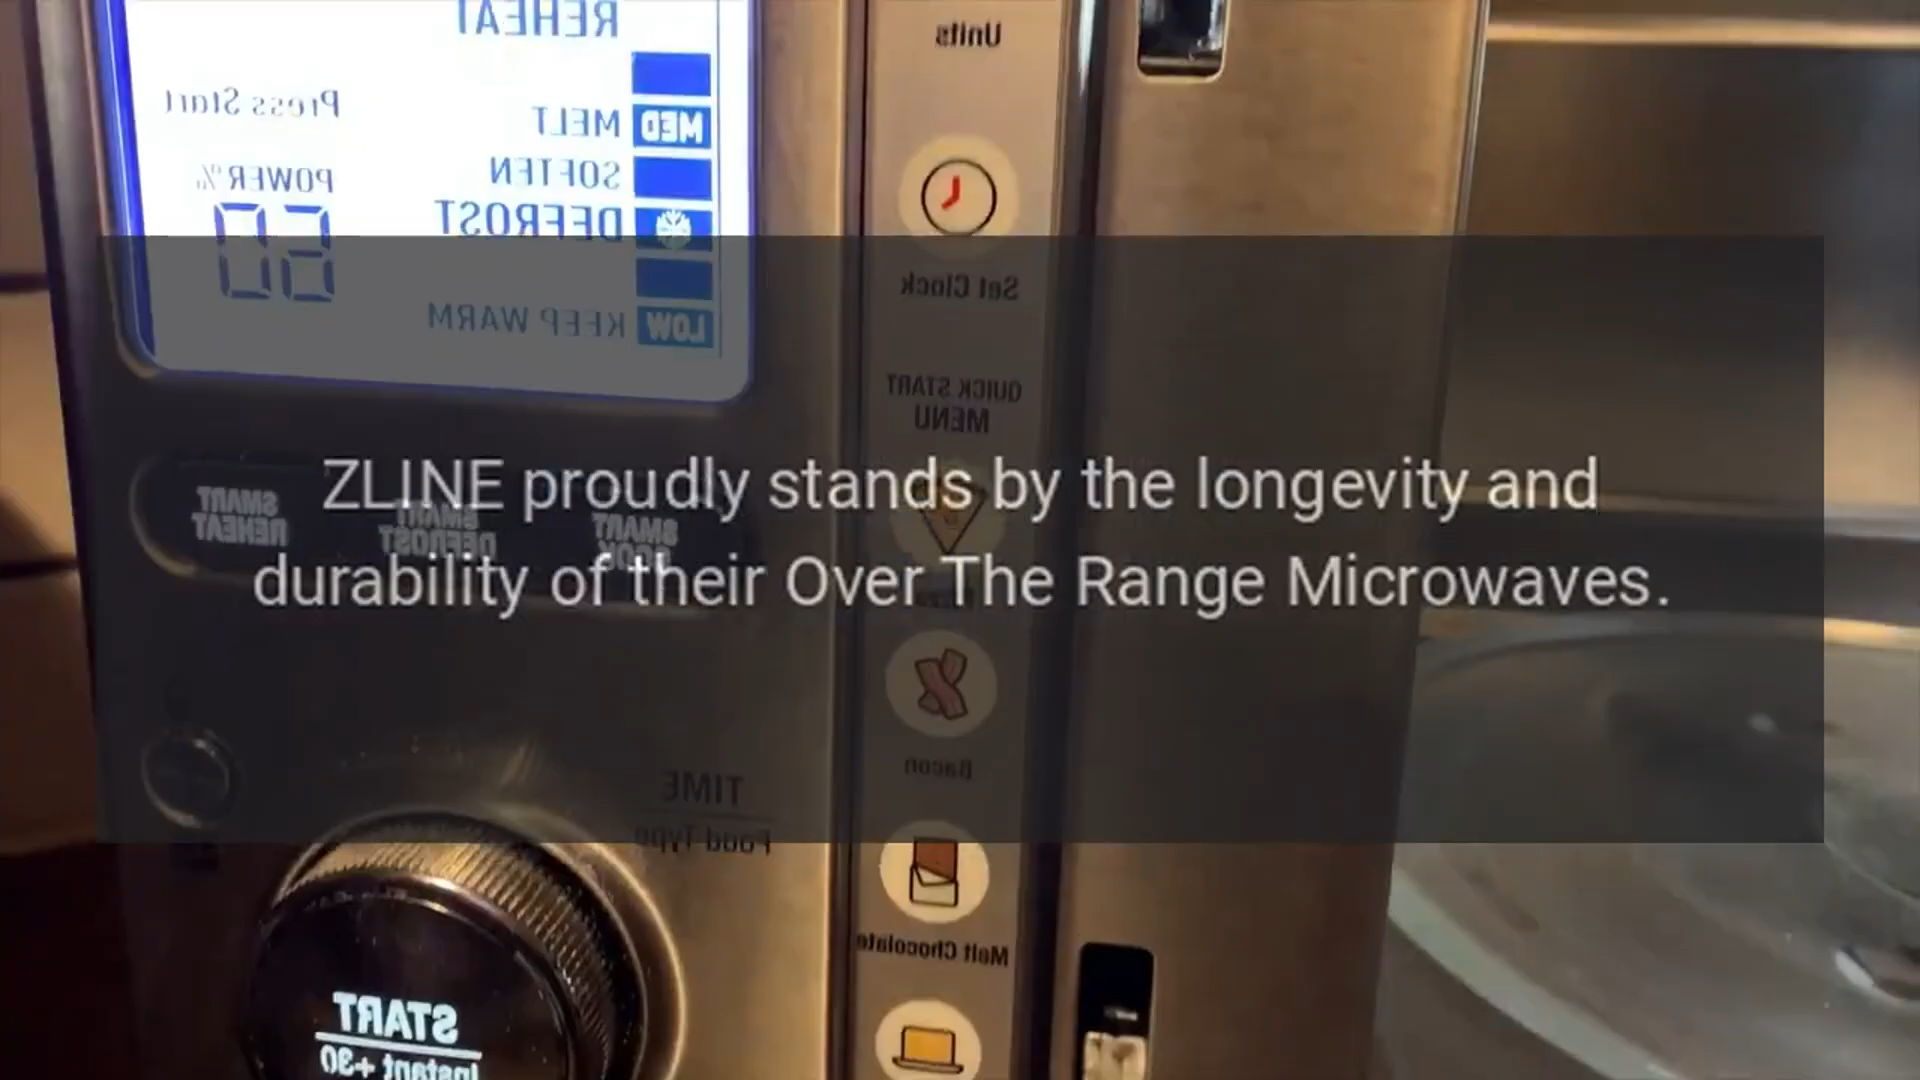 REHEAT
Press Start
MED MELT
SOFTEN
POWER%
DEFROST
LOW KEEP WARM
Units
Set Clock
QUICK START
MENU
ZLINE proudly stands by the longevity and
durability of their Over The Range Microwaves.
SMART
REHEAT
SMART
DEFROST
SMART
Bacon
TIME
Food Type
Melt Chocolate
START
Instant +30